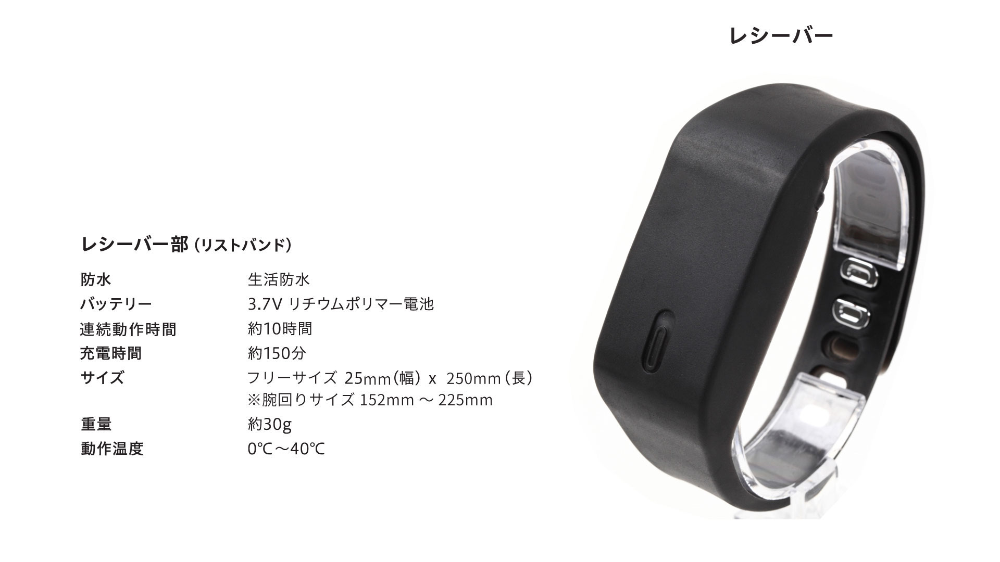 レシーバー
レシーバー部（リストバンド）
防水 生活防水
バッテリー 3.7V リチウムポリマー電池
連続動作時間 約10時間
充電時間 約150分
サイズ フリーサイズ 25mm（幅）x 250mm（長）
※腕回りサイズ 152mm ～ 225mm
重量 約30g
動作温度 0℃～40℃